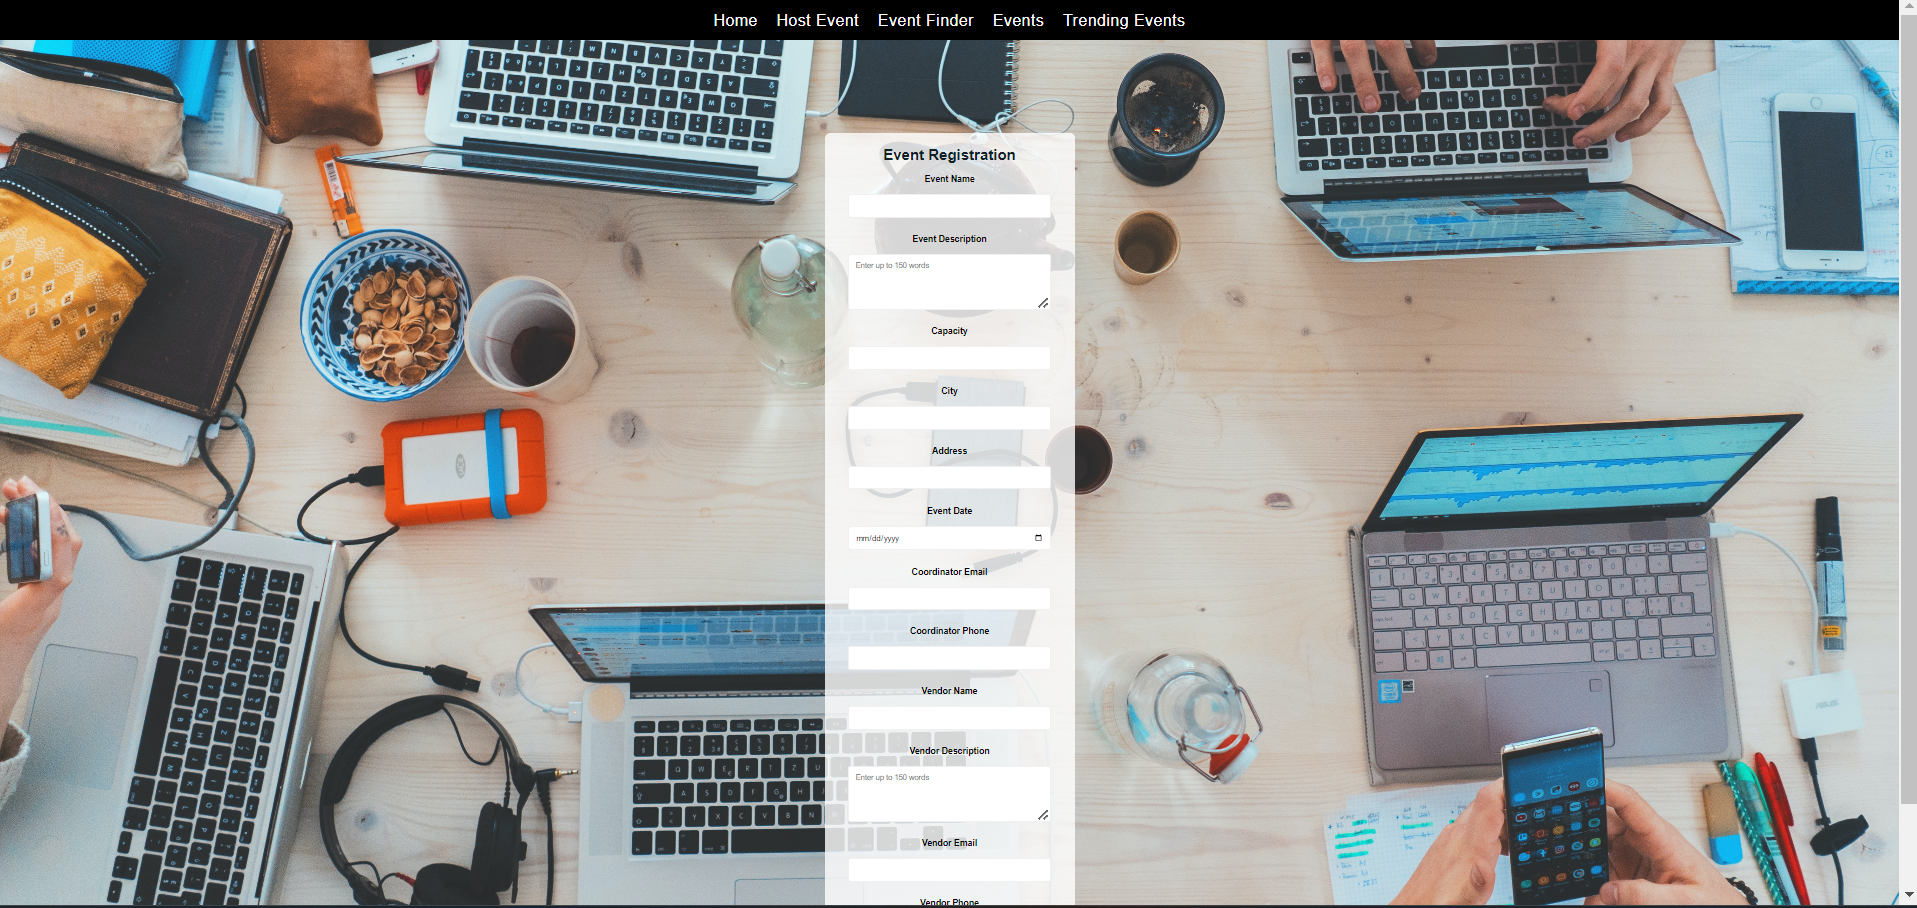 Home Host Event Event Finder Events Trending Events
Event Registration
Event Name
Event Description
Enter up to 150 words
Capacity
City
Address
Event Date
mm/dd/yyyy
Coordinator Email
Coordinator Phone
Vendor Name
Vendor Description
Enter up to 150 words
Vendor Email
Vendor Phone